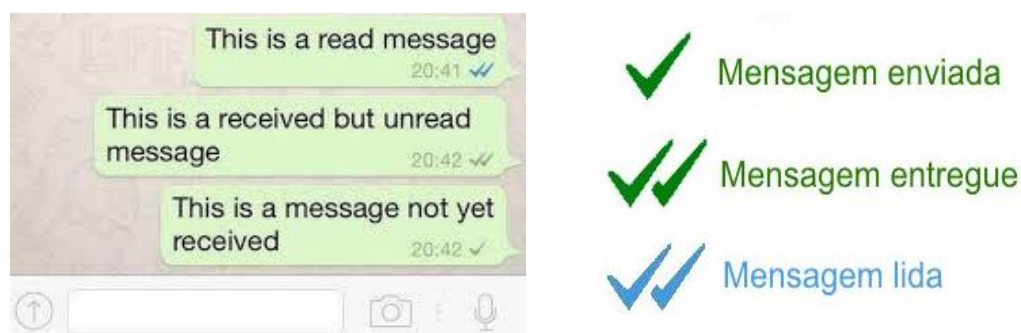 This is a read message
20:41
This is a received but unread
message
20:42
This is a message not yet
received
20:42
Mensagem enviada
Mensagem entregue
Mensagem lida